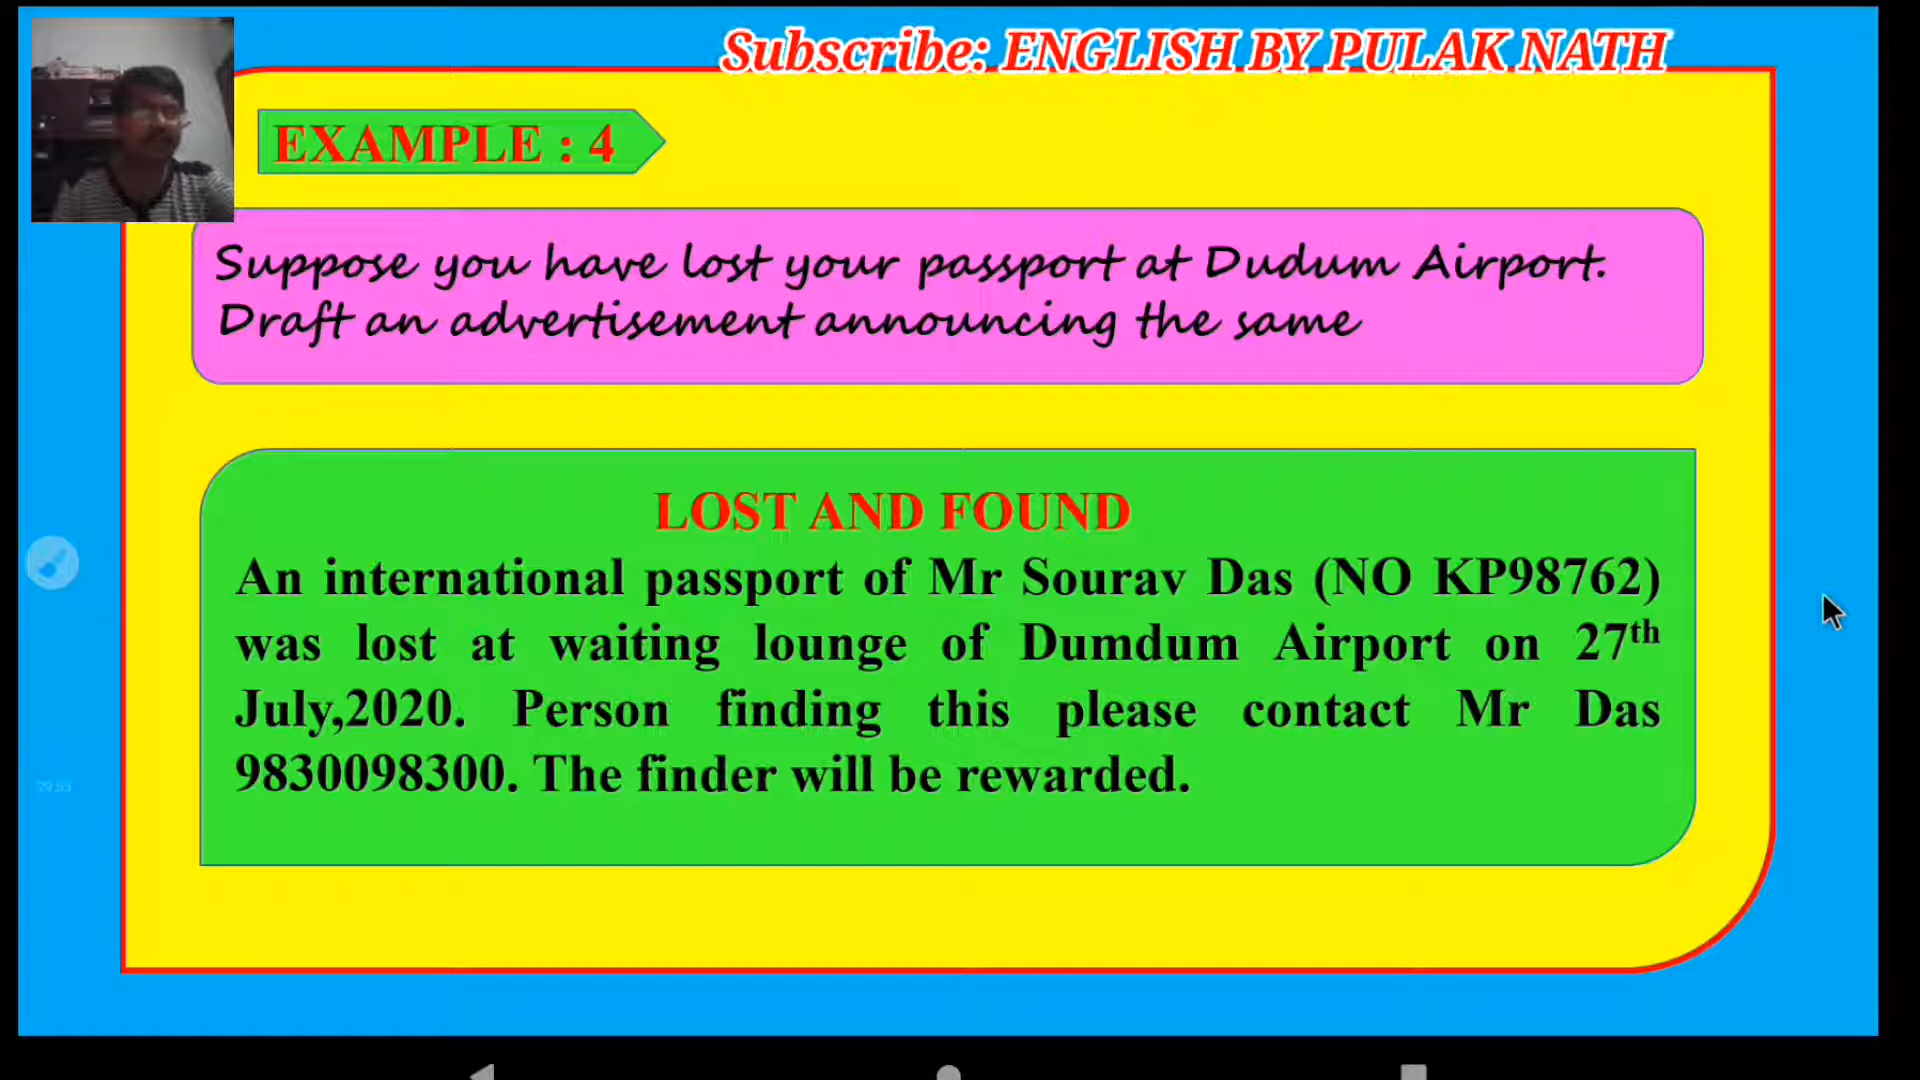 Subscribe: ENGLISH BY PULAK NATH
EXAMPLE : 4
Suppose you have lost your passport at Dudum Airport.
Draft an advertisement announcing the same
LOST AND FOUND
An international passport of Mr Sourav Das (NO KP98762)
was lost at waiting lounge of Dumdum Airport on 27th
July,2020. Person finding this please contact Mr Das
9830098300. The finder will be rewarded.